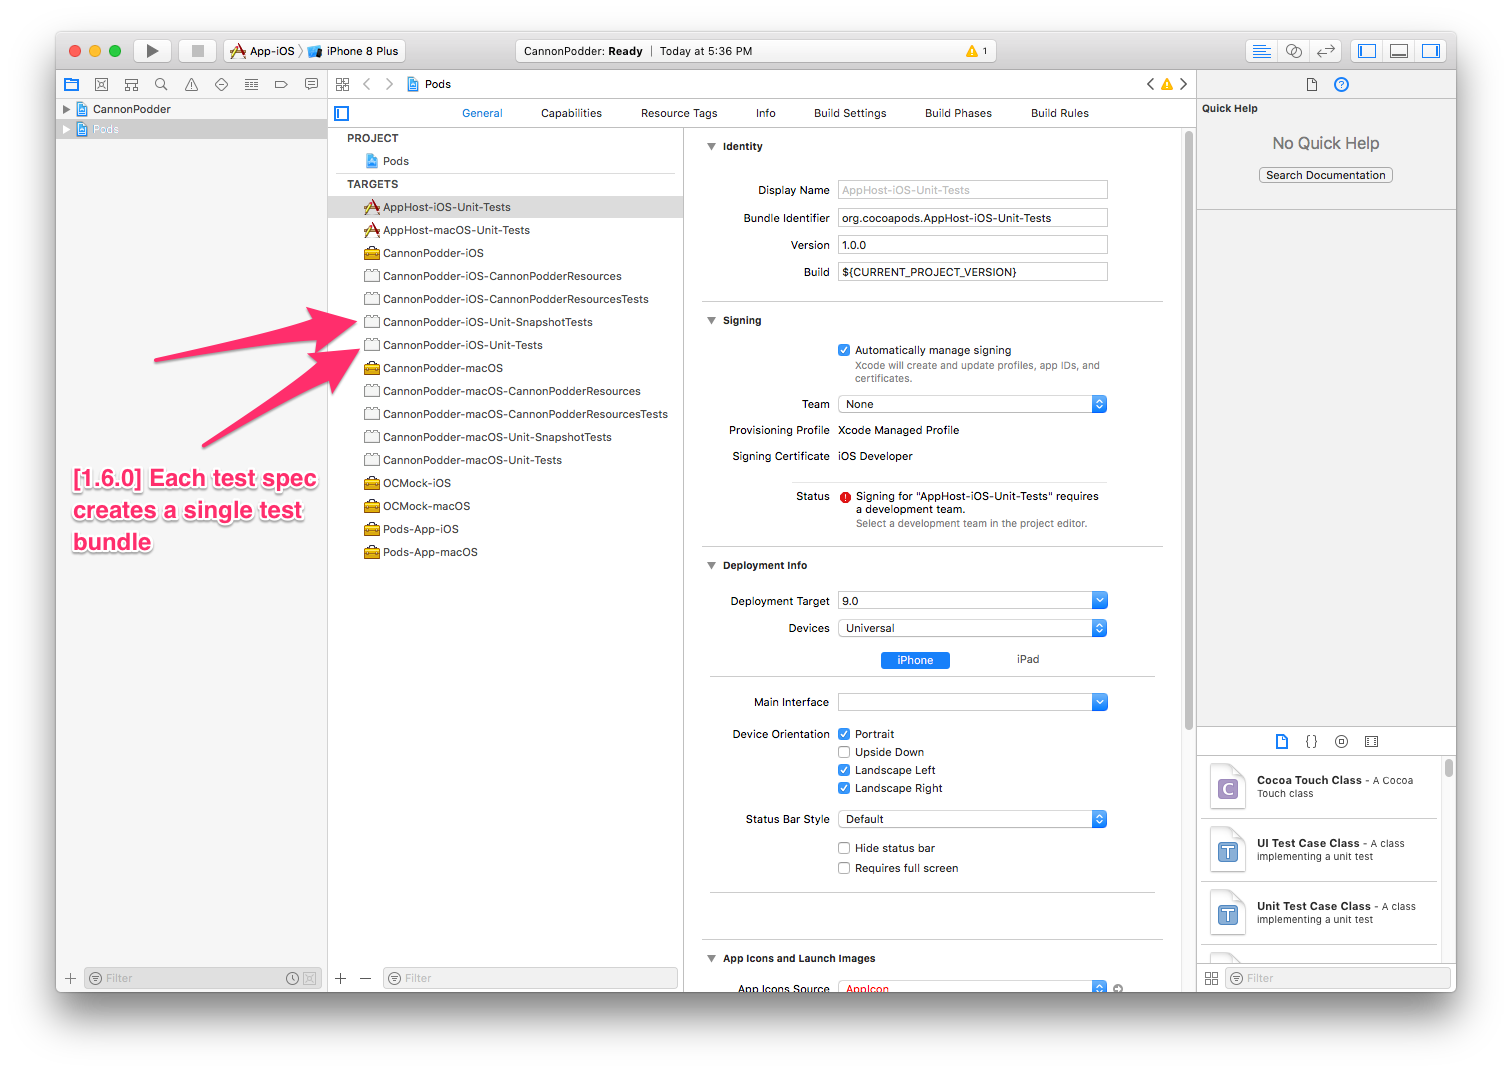 App-iOS
iPhone 8 Plus
CannonPodder: Ready | Today at 5:36 PM
1
Pods
CannonPodder
Pods
General
Capabilities
Resource Tags
Info
Build Settings
Build Phases
Build Rules
PROJECT
Pods
TARGETS
AppHost-iOS-Unit-Tests
AppHost-macOS-Unit-Tests
CannonPodder-iOS
CannonPodder-iOS-CannonPodderResources
CannonPodder-iOS-CannonPodderResourcesTests
CannonPodder-iOS-Unit-SnapshotTests
CannonPodder-iOS-Unit-Tests
CannonPodder-macOS
CannonPodder-macOS-CannonPodderResources
CannonPodder-macOS-CannonPodderResourcesTests
CannonPodder-macOS-Unit-SnapshotTests
CannonPodder-macOS-Unit-Tests
OCMock-iOS
OCMock-macOS
Pods-App-iOS
Pods-App-macOS
[1.6.0] Each test spec
creates a single test
bundle
Identity
Display Name AppHost-iOS-Unit-Tests
Bundle Identifier org.cocoapods.AppHost-iOS-Unit-Tests
Version 1.0.0
Build ${CURRENT_PROJECT_VERSION}
Signing
Automatically manage signing
Xcode will create and update profiles, app IDs, and
certificates.
Team None
Provisioning Profile Xcode Managed Profile
Signing Certificate iOS Developer
Status Signing for "AppHost-iOS-Unit-Tests" requires
a development team.
Select a development team in the project editor.
Deployment Info
Deployment Target 9.0
Devices Universal
iPhone
iPad
Main Interface
Device Orientation Portrait
Upside Down
Landscape Left
Landscape Right
Status Bar Style Default
Hide status bar
Requires full screen
App Icons and Launch Images
App Icons Source AppIcon
Quick Help
No Quick Help
Search Documentation
{}
C
Cocoa Touch Class - A Cocoa
Touch class
T
UI Test Case Class - A class
implementing a unit test
T
Unit Test Case Class - A class
implementing a unit test
Filter
Filter
Filter